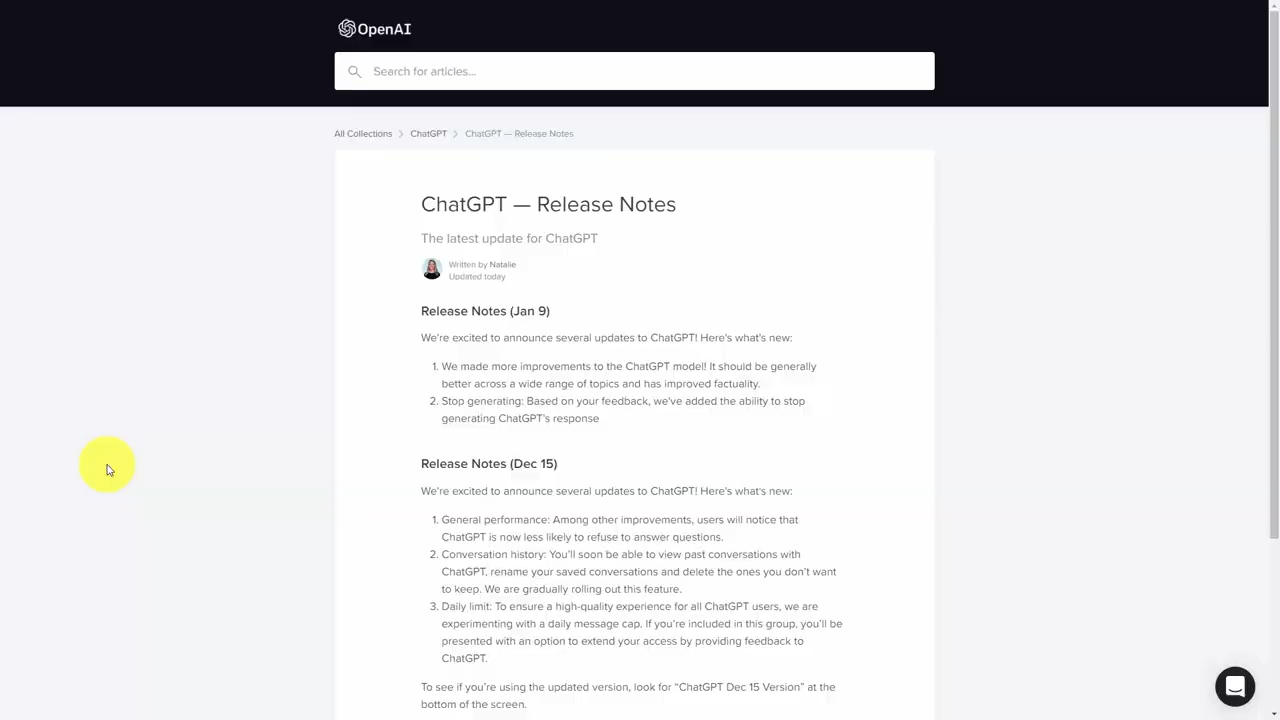 OpenAI
Search for articles...
All Collections > ChatGPT > ChatGPT — Release Notes
ChatGPT — Release Notes
The latest update for ChatGPT
Written by Natalie
Updated today
Release Notes (Jan 9)
We're excited to announce several updates to ChatGPT! Here's what's new:
1. We made more improvements to the ChatGPT model! It should be generally
better across a wide range of topics and has improved factuality.
2. Stop generating: Based on your feedback, we've added the ability to stop
generating ChatGPT's response
Release Notes (Dec 15)
We're excited to announce several updates to ChatGPT! Here's what's new:
1. General performance: Among other improvements, users will notice that
ChatGPT is now less likely to refuse to answer questions.
2. Conversation history: You'll soon be able to view past conversations with
ChatGPT, rename your saved conversations and delete the ones you don't want
to keep. We are gradually rolling out this feature.
3. Daily limit: To ensure a high-quality experience for all ChatGPT users, we are
experimenting with a daily message cap. If you're included in this group, you'll be
presented with an option to extend your access by providing feedback to
ChatGPT.
To see if you're using the updated version, look for “ChatGPT Dec 15 Version” at the
bottom of the screen.